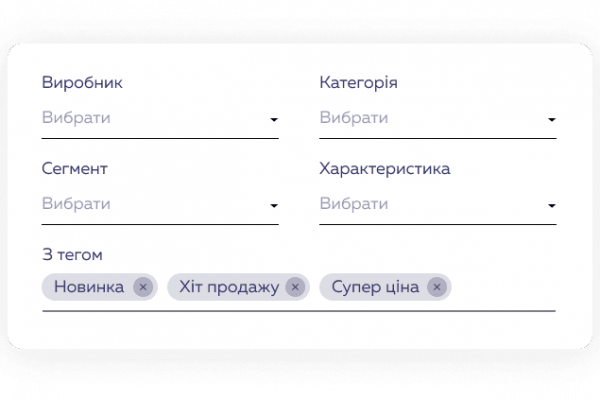 Виробник Категорія
Вибрати Вибрати
Сегмент Характеристика
Вибрати Вибрати
З тегом
Новинка × Хіт продажу × Супер ціна ×